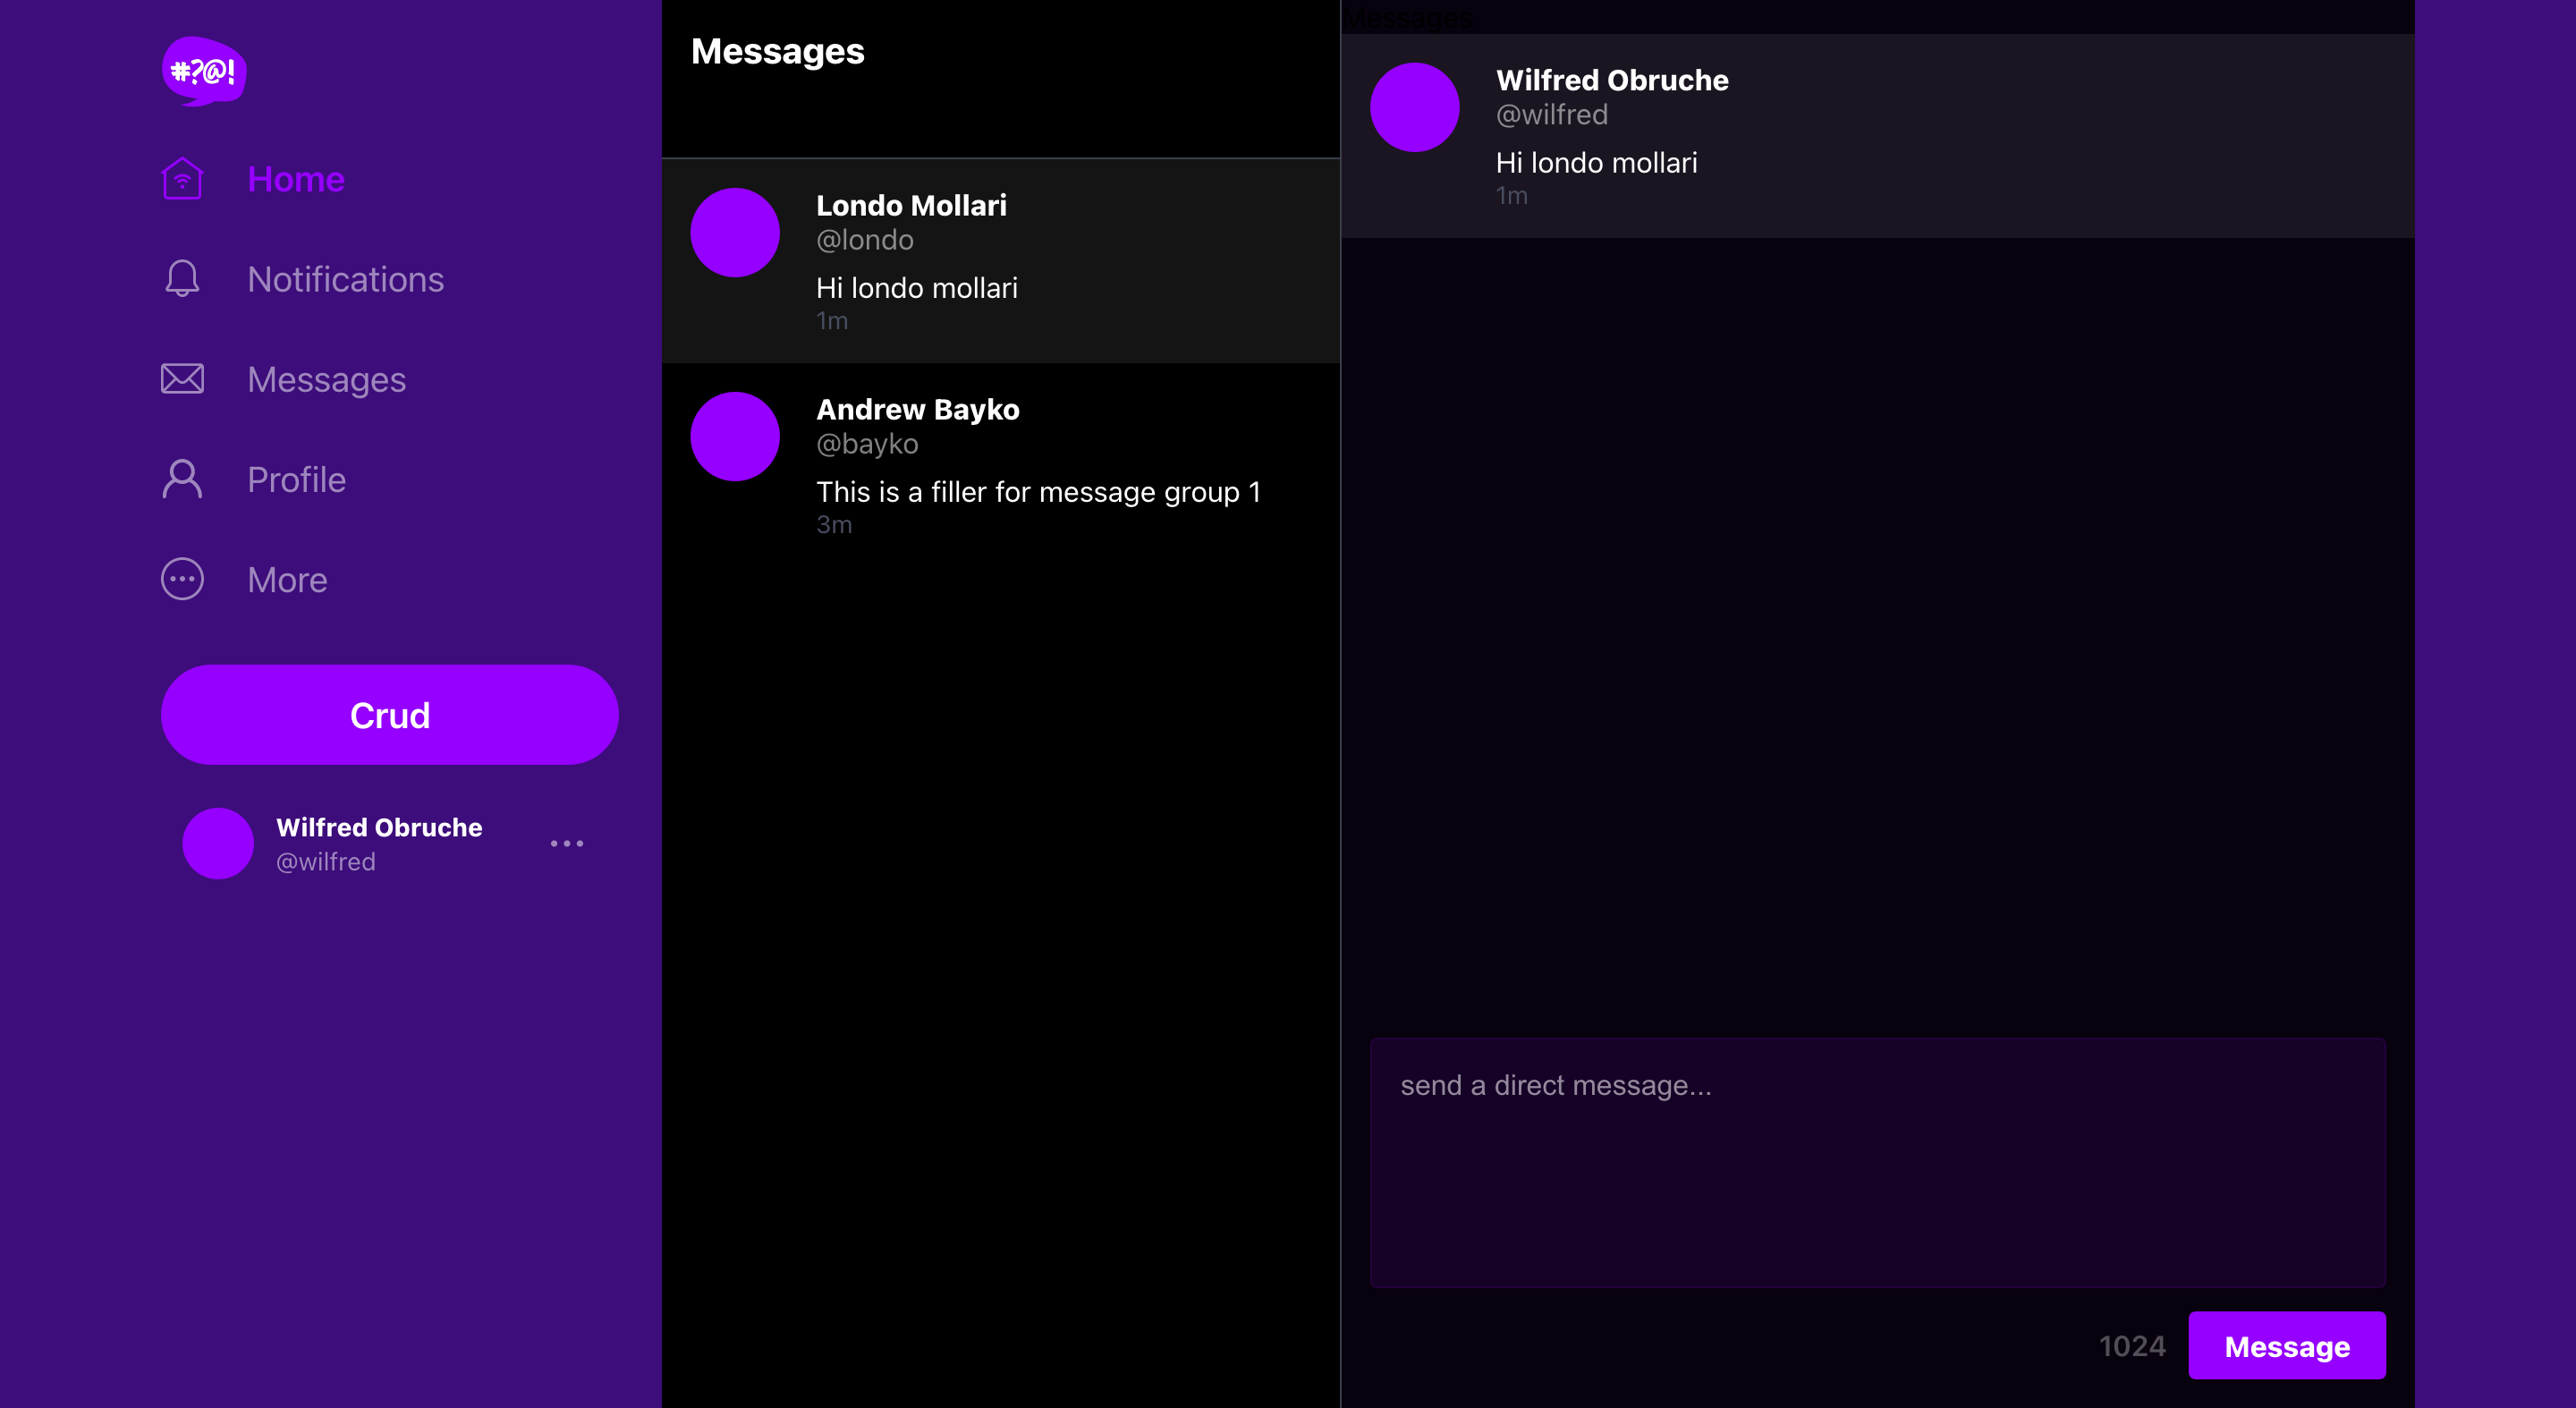 #?@!
Home
Notifications
Messages
Profile
More
Crud
Wilfred Obruche
@wilfred
Messages
Londo Mollari
@londo
Hi londo mollari
1m
Andrew Bayko
@bayko
This is a filler for message group 1
3m
Messages
Wilfred Obruche
@wilfred
Hi londo mollari
1m
send a direct message...
1024
Message